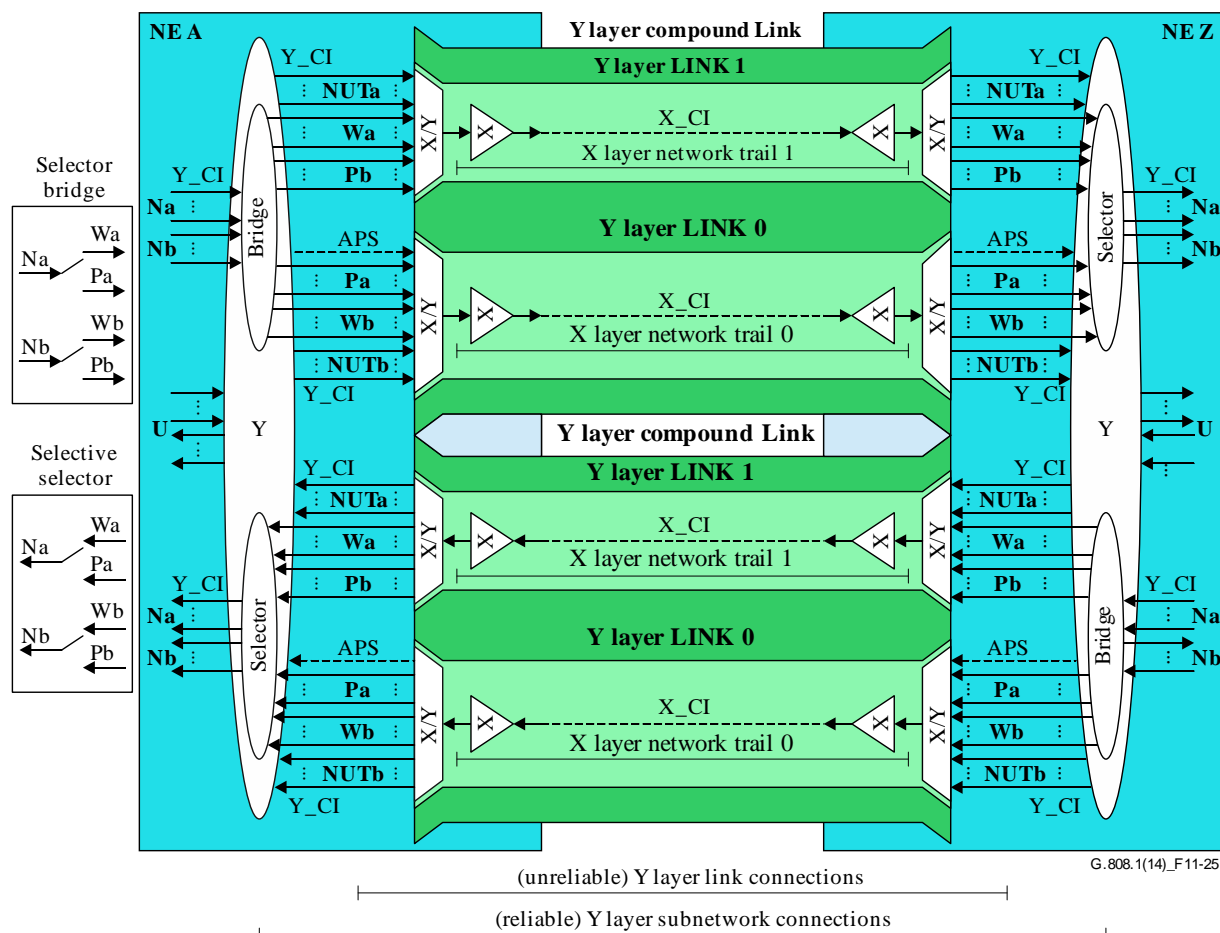 NE A
Y layer compound Link
NE Z
Y layer LINK 1
Y_CI
NUTa
Wa
Pb
X/Y
X
X_CI
X
X/Y
X layer network trail 1
Y_CI
NUTa
Wa
Pb
Selector
bridge
Na
Wa
Pa
Nb
Wb
Pb
Y_CI
Na
Nb
Bridge
Selector
Y_CI
Na
Nb
Y layer LINK 0
APS
Pa
Wb
NUTb
Y_CI
X/Y
X
X_CI
X
X/Y
X layer network trail 0
APS
Pa
Wb
NUTb
Y_CI
U
Y
Y layer compound Link
Y
U
Selective
selector
Na
Wa
Pa
Nb
Wb
Pb
Y layer LINK 1
Y_CI
NUTa
Wa
Pb
X/Y
X
X_CI
X
X/Y
X layer network trail 1
Y_CI
NUTa
Wa
Pb
Y_CI
Na
Nb
Selector
Bridge
Y_CI
Na
Nb
Y layer LINK 0
APS
Pa
Wb
NUTb
Y_CI
X/Y
X
X_CI
X
X/Y
X layer network trail 0
APS
Pa
Wb
NUTb
Y_CI
G.808.1(14)_F11-25
(unreliable) Y layer link connections
(reliable) Y layer subnetwork connections